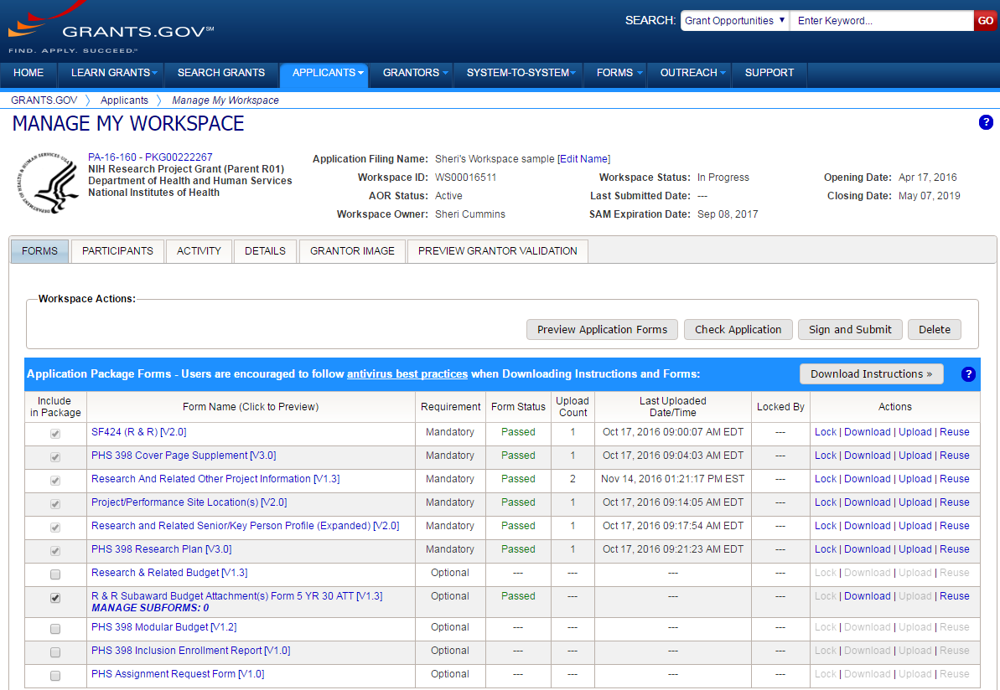 GRANTS.GOV℠
FIND. APPLY. SUCCEED.℠
SEARCH: Grant Opportunities ▼ Enter Keyword... GO
HOME LEARN GRANTS SEARCH GRANTS APPLICANTS GRANTORS SYSTEM-TO-SYSTEM FORMS OUTREACH SUPPORT
GRANTS.GOV 〉 Applicants 〉 Manage My Workspace
MANAGE MY WORKSPACE ?
PA-16-160 - PKG00222267
NIH Research Project Grant (Parent R01)
Department of Health and Human Services
National Institutes of Health
Application Filing Name: Sheri's Workspace sample [Edit Name]
Workspace ID: WS00016511 Workspace Status: In Progress Opening Date: Apr 17, 2016
AOR Status: Active Last Submitted Date: --- Closing Date: May 07, 2019
Workspace Owner: Sheri Cummins SAM Expiration Date: Sep 08, 2017
FORMS PARTICIPANTS ACTIVITY DETAILS GRANTOR IMAGE PREVIEW GRANTOR VALIDATION
Workspace Actions:
Preview Application Forms Check Application Sign and Submit Delete
Application Package Forms - Users are encouraged to follow antivirus best practices when Downloading Instructions and Forms: Download Instructions » ?
Include in Package Form Name (Click to Preview) Requirement Form Status Upload Count Last Uploaded Date/Time Locked By Actions
SF424 (R & R) [V2.0] Mandatory Passed 1 Oct 17, 2016 09:00:07 AM EDT --- Lock | Download | Upload | Reuse
PHS 398 Cover Page Supplement [V3.0] Mandatory Passed 1 Oct 17, 2016 09:04:03 AM EDT --- Lock | Download | Upload | Reuse
Research And Related Other Project Information [V1.3] Mandatory Passed 2 Nov 14, 2016 01:21:17 PM EST --- Lock | Download | Upload | Reuse
Project/Performance Site Location(s) [V2.0] Mandatory Passed 1 Oct 17, 2016 09:14:05 AM EDT --- Lock | Download | Upload | Reuse
Research and Related Senior/Key Person Profile (Expanded) [V2.0] Mandatory Passed 1 Oct 17, 2016 09:17:54 AM EDT --- Lock | Download | Upload | Reuse
PHS 398 Research Plan [V3.0] Mandatory Passed 1 Oct 17, 2016 09:21:23 AM EDT --- Lock | Download | Upload | Reuse
Research & Related Budget [V1.3] Optional --- --- --- --- Lock | Download | Upload | Reuse
R & R Subaward Budget Attachment(s) Form 5 YR 30 ATT [V1.3] Optional Passed --- --- --- Lock | Download | Upload | Reuse
MANAGE SUBFORMS: 0
PHS 398 Modular Budget [V1.2] Optional --- --- --- --- Lock | Download | Upload | Reuse
PHS 398 Inclusion Enrollment Report [V1.0] Optional --- --- --- --- Lock | Download | Upload | Reuse
PHS Assignment Request Form [V1.0] Optional --- --- --- --- Lock | Download | Upload | Reuse